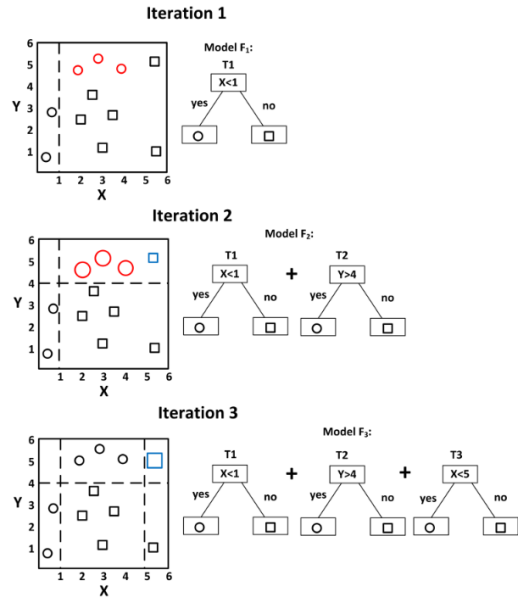 Iteration 1
Model F₁:
T1
X<1
yes
no
6
5
4
3
2
1
Y
1 2 3 4 5 6
X
Iteration 2
Model F₂:
T1
X<1
yes
no
+
T2
Y>4
yes
no
6
5
4
3
2
1
Y
1 2 3 4 5 6
X
Iteration 3
Model F₃:
T1
X<1
yes
no
+
T2
Y>4
yes
no
+
T3
X<5
yes
no
6
5
4
3
2
1
Y
1 2 3 4 5 6
X